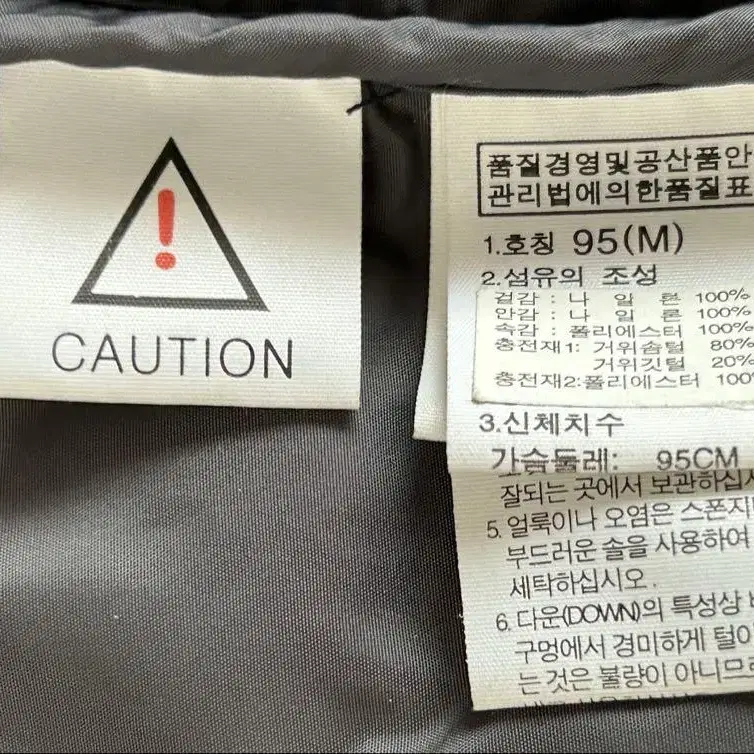 CAUTION
품질경영및공산품안
관리법에의한품질표
1.호칭 95(M)
2.섬유의 조성
겉감 : 나 일 론 100%
안감 : 나 일 론 100%
속감 : 폴리에스터 100%
충전재1: 거위솜털 80%
거위깃털 20%
충전재2:폴리에스터 100%
3.신체치수
가슴둘레: 95CM
잘되는 곳에서 보관하십시
5. 얼룩이나 오염은 스폰지
부드러운 솔을 사용하여
세탁하십시오.
6. 다운(DOWN)의 특성상
구멍에서 경미하게 털이
는 것은 불량이 아니므로